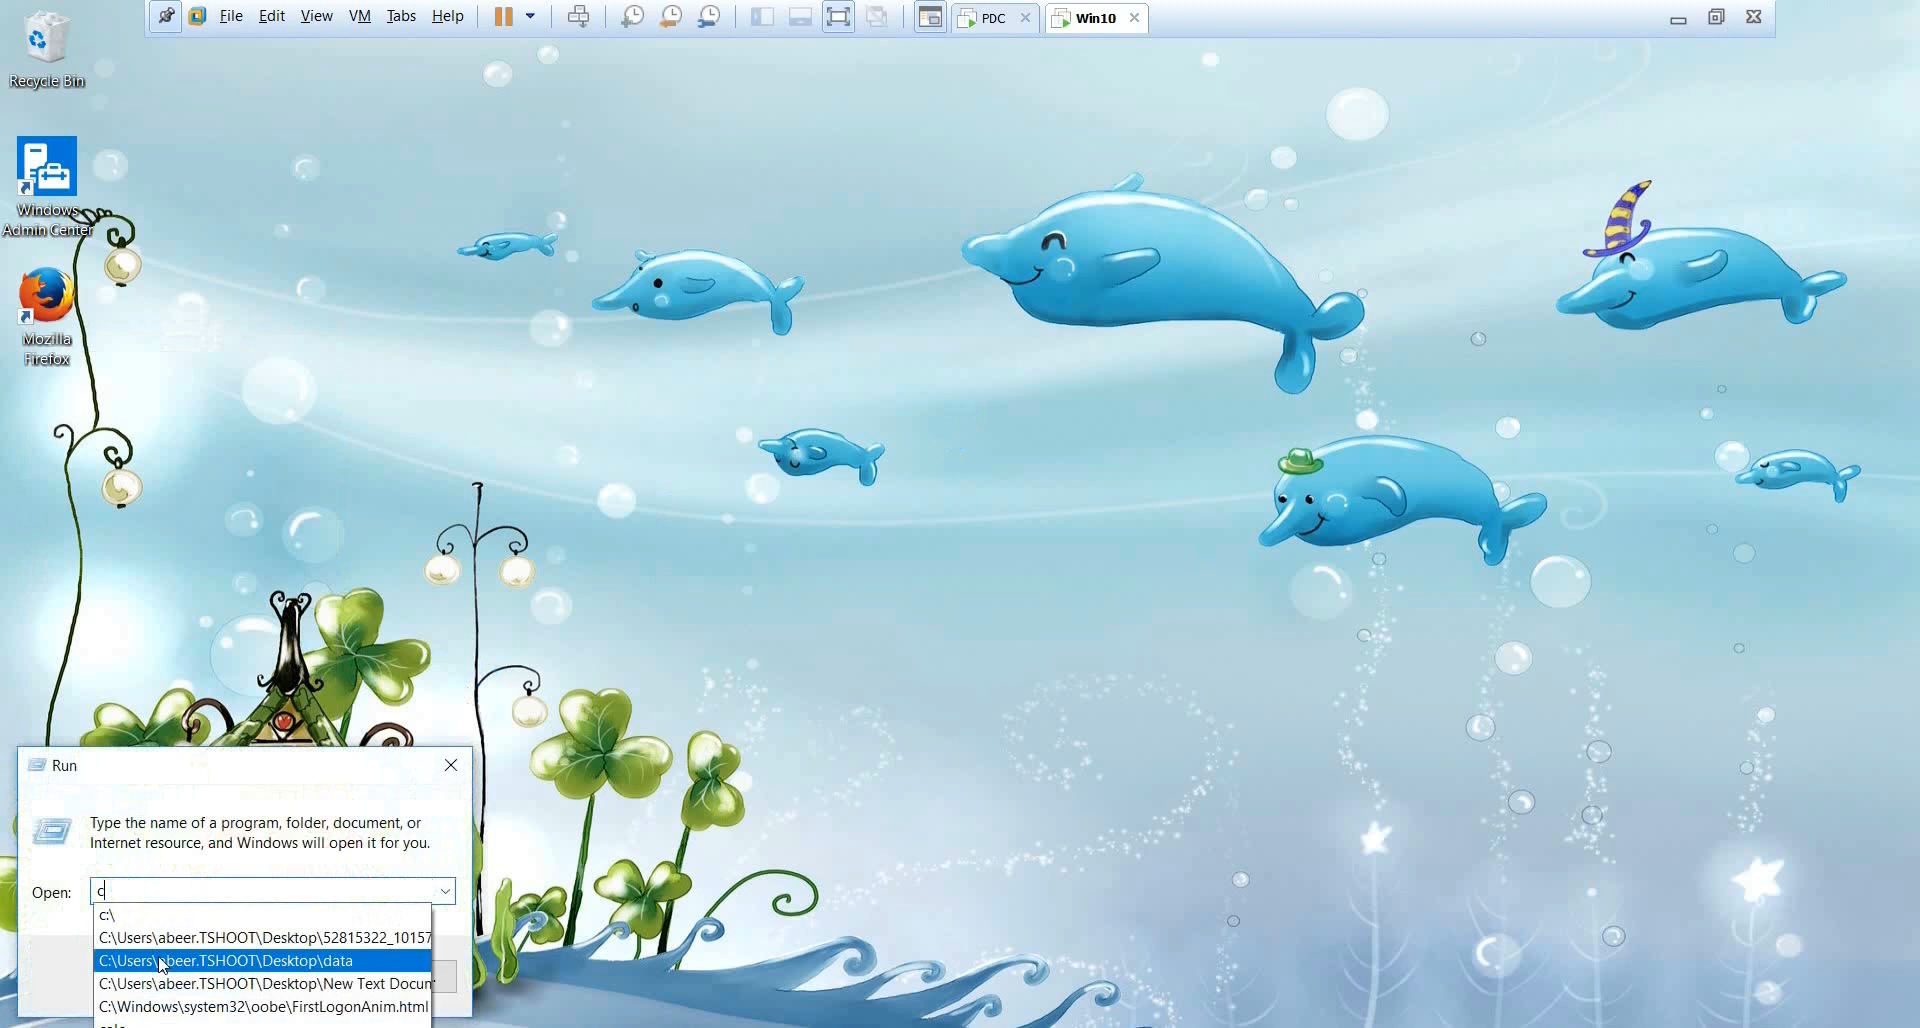 File Edit View VM Tabs Help
PDC
Win10
Recycle Bin
Windows
Admin Center
Mozilla
Firefox
Run
Type the name of a program, folder, document, or
Internet resource, and Windows will open it for you.
Open: c
c:\
C:\Users\abeer.TSHOOT\Desktop\52815322_10157
C:\Users\abeer.TSHOOT\Desktop\data
C:\Users\abeer.TSHOOT\Desktop\New Text Docum
C:\Windows\system32\oobe\FirstLogonAnim.html